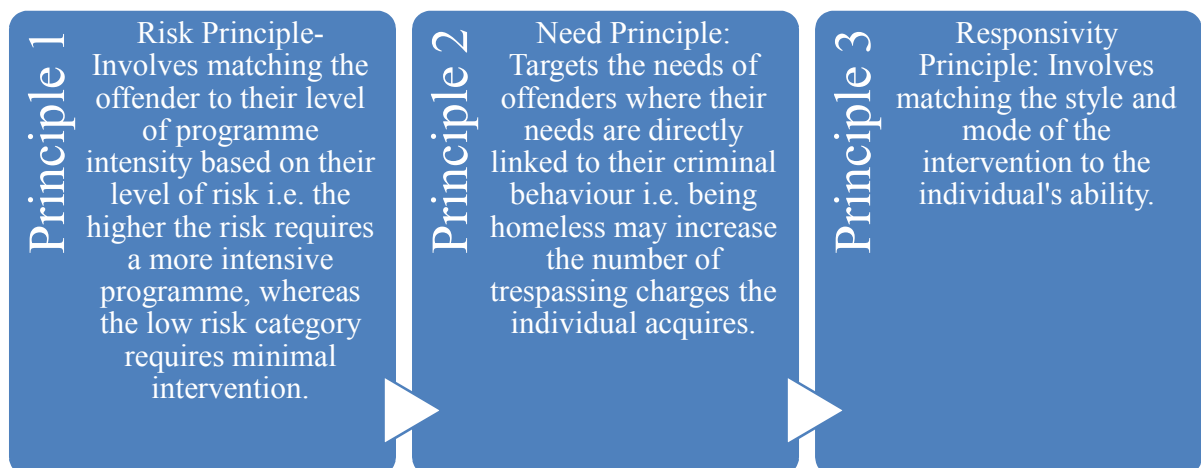 Principle 1
Risk Principle-
Involves matching the
offender to their level
of programme
intensity based on their
level of risk i.e. the
higher the risk requires
a more intensive
programme, whereas
the low risk category
requires minimal
intervention.
Principle 2
Need Principle:
Targets the needs of
offenders where their
needs are directly
linked to their criminal
behaviour i.e. being
homeless may increase
the number of
trespassing charges the
individual acquires.
Principle 3
Responsivity
Principle: Involves
matching the style and
mode of the
intervention to the
individual's ability.